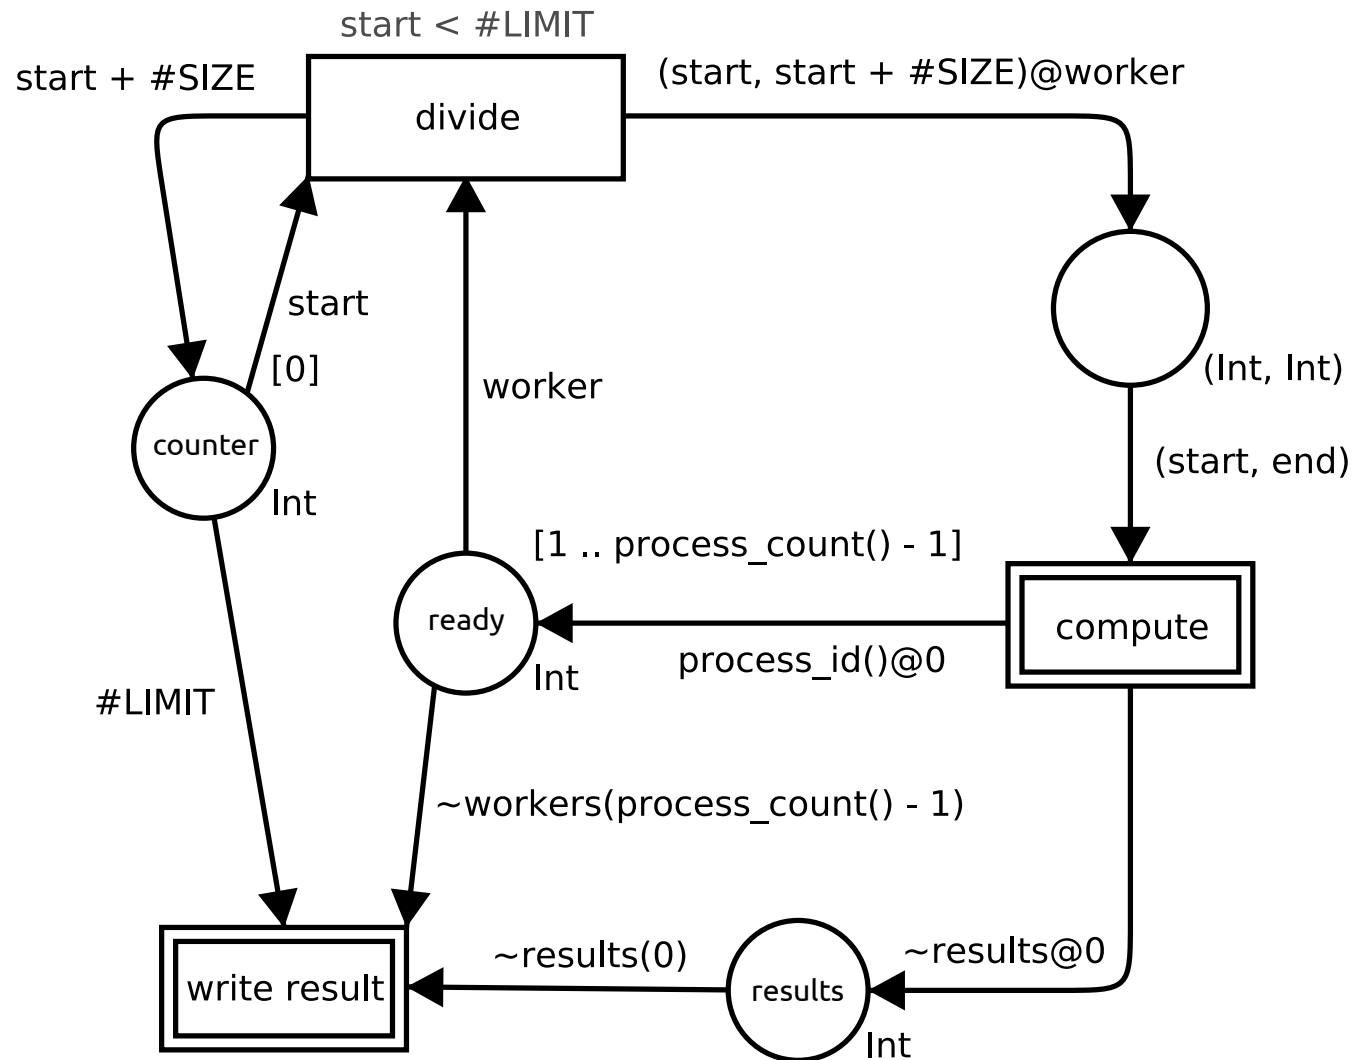 start < #LIMIT
start + #SIZE
(start, start + #SIZE)@worker
divide
start
[0]
(Int, Int)
worker
counter
(start, end)
Int
[1 .. process_count() - 1]
ready
compute
process_id()@0
Int
#LIMIT
~workers(process_count() - 1)
~results(0)
~results@0
write result
results
Int